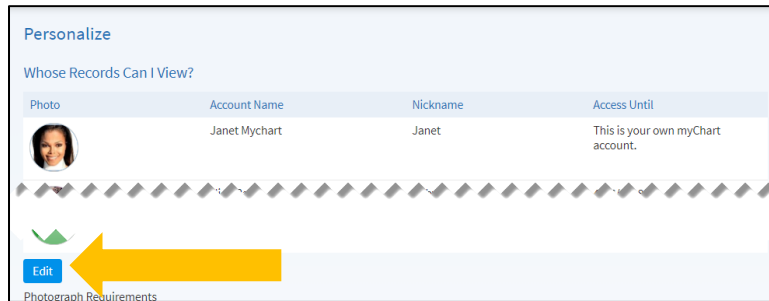 Personalize
Whose Records Can I View?
Photo Account Name Nickname Access Until
Janet Mychart Janet This is your own myChart
account.
Edit
Photograph Requirements